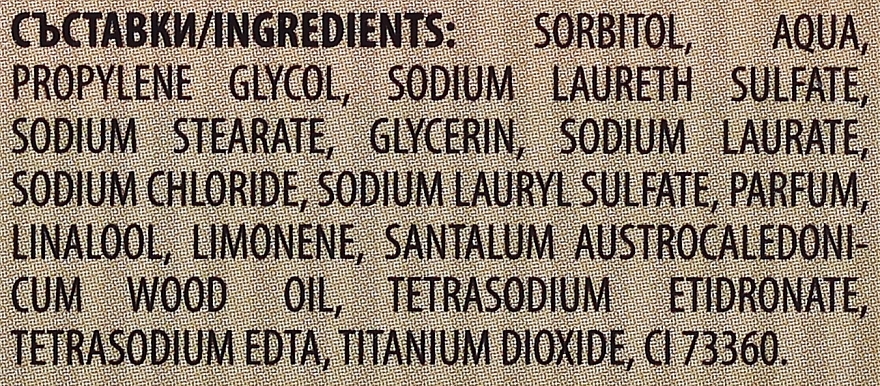 СЪСТАВКИ/INGREDIENTS: SORBITOL, AQUA,
PROPYLENE GLYCOL, SODIUM LAURETH SULFATE,
SODIUM STEARATE, GLYCERIN, SODIUM LAURATE,
SODIUM CHLORIDE, SODIUM LAURYL SULFATE, PARFUM,
LINALOOL, LIMONENE, SANTALUM AUSTROCALEDONI-
CUM WOOD OIL, TETRASODIUM ETIDRONATE,
TETRASODIUM EDTA, TITANIUM DIOXIDE, CI 73360.